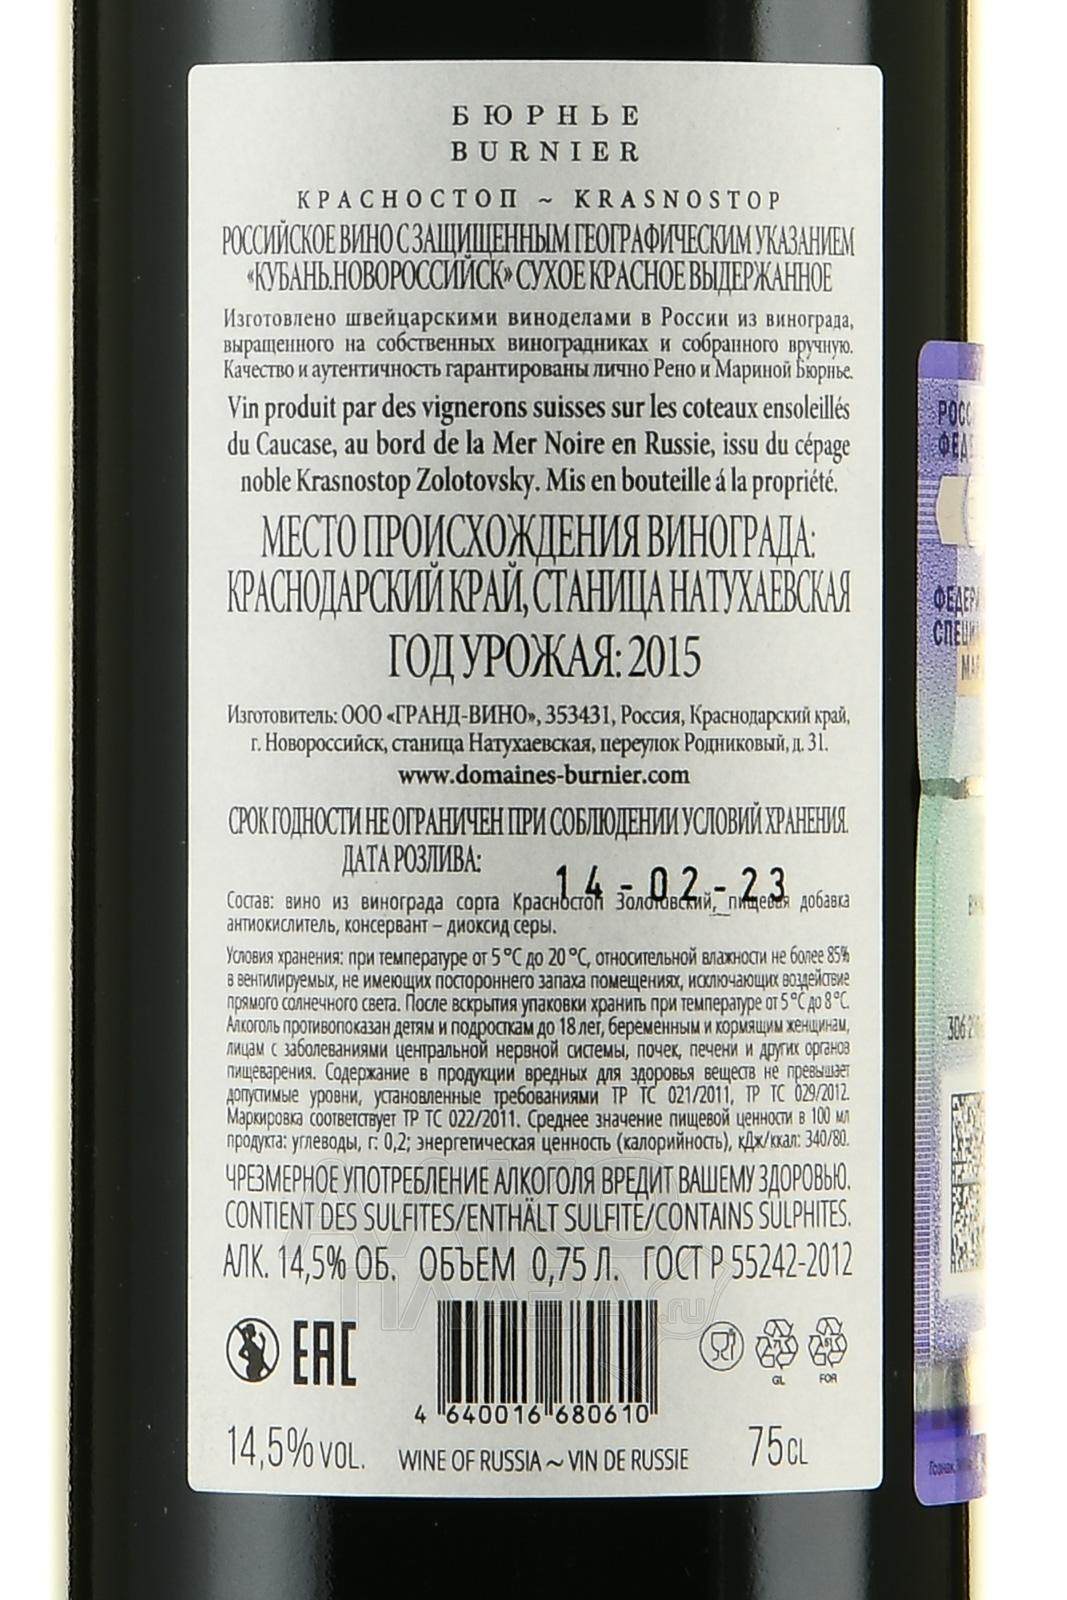 БЮРНЬЕ
BURNIER
КРАСНОСТОП ~ KRASNOSTOP
РОССИЙСКОЕ ВИНО С ЗАЩИЩЕННЫМ ГЕОГРАФИЧЕСКИМ УКАЗАНИЕМ
«КУБАНЬ.НОВОРОССИЙСК» СУХОЕ КРАСНОЕ ВЫДЕРЖАННОЕ
Изготовлено швейцарскими виноделами в России из винограда,
выращенного на собственных виноградниках и собранного вручную.
Качество и аутентичность гарантированы лично Рено и Мариной Бюрнье.
Vin produit par des vignerons suisses sur les coteaux ensoleillés
du Caucase, au bord de la Mer Noire en Russie, issu du cépage
noble Krasnostop Zolotovsky. Mis en bouteille á la propriété.
МЕСТО ПРОИСХОЖДЕНИЯ ВИНОГРАДА:
КРАСНОДАРСКИЙ КРАЙ, СТАНИЦА НАТУХАЕВСКАЯ
ГОД УРОЖАЯ: 2015
Изготовитель: ООО «ГРАНД-ВИНО», 353431, Россия, Краснодарский край,
г. Новороссийск, станица Натухаевская, переулок Родниковый, д. 31.
www.domaines-burnier.com
СРОК ГОДНОСТИ НЕ ОГРАНИЧЕН ПРИ СОБЛЮДЕНИИ УСЛОВИЙ ХРАНЕНИЯ.
ДАТА РОЗЛИВА:
14-02-23
Состав: вино из винограда сорта Красностоп Золотовский, пищевая добавка
антиокислитель, консервант – диоксид серы.
Условия хранения: при температуре от 5 °C до 20 °C, относительной влажности не более 85%
в вентилируемых, не имеющих постороннего запаха помещениях, исключающих воздействие
прямого солнечного света. После вскрытия упаковки хранить при температуре от 5 °C до 8 °C.
Алкоголь противопоказан детям и подросткам до 18 лет, беременным и кормящим женщинам,
лицам с заболеваниями центральной нервной системы, почек, печени и других органов
пищеварения. Содержание в продукции вредных для здоровья веществ не превышает
допустимые уровни, установленные требованиями ТР ТС 021/2011, ТР ТС 029/2012.
Маркировка соответствует ТР ТС 022/2011. Среднее значение пищевой ценности в 100 мл
продукта: углеводы, г: 0,2; энергетическая ценность (калорийность), кДж/ккал: 340/80.
ЧРЕЗМЕРНОЕ УПОТРЕБЛЕНИЕ АЛКОГОЛЯ ВРЕДИТ ВАШЕМУ ЗДОРОВЬЮ.
CONTIENT DES SULFITES/ENTHÄLT SULFITE/CONTAINS SULPHITES.
АЛК. 14,5% ОБ. ОБЪЕМ 0,75 Л. ГОСТ Р 55242-2012
EAC
GL
FOR
4 640016 680610
14,5% VOL. WINE OF RUSSIA ~ VIN DE RUSSIE 75CL
АЛКО
ПЛАЗА.ru